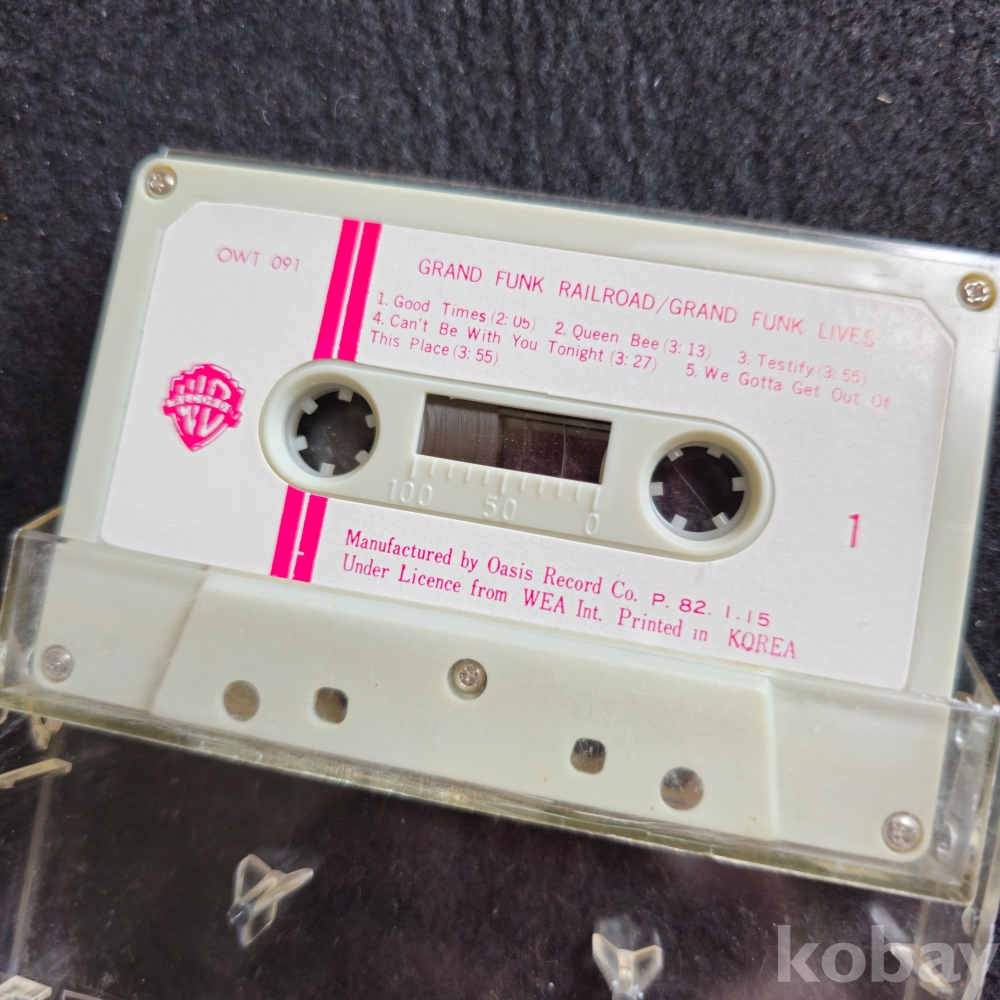 OWT 091
GRAND FUNK RAILROAD/GRAND FUNK LIVES
1. Good Times (2:05) 2. Queen Bee (3:13) 3. Testify (3:55)
4. Can't Be With You Tonight (3:27) 5. We Gotta Get Out Of
This Place (3:55)
RECORDS
100 50 0
1
Manufactured by Oasis Record Co. P. 82. 1. 15
Under Licence from WEA Int. Printed in KOREA
kobay